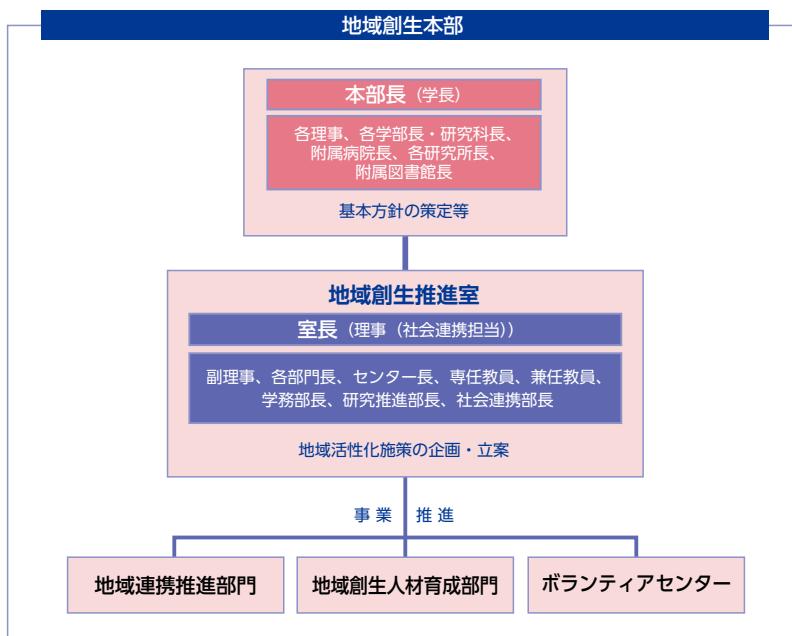 地域創生本部
本部長（学長）
各理事、各学部長・研究科長、
附属病院長、各研究所長、
附属図書館長
基本方針の策定等
地域創生推進室
室長（理事（社会連携担当））
副理事、各部門長、センター長、専任教員、兼任教員、
学務部長、研究推進部長、社会連携部長
地域活性化施策の企画・立案
事業 推進
地域連携推進部門
地域創生人材育成部門
ボランティアセンター